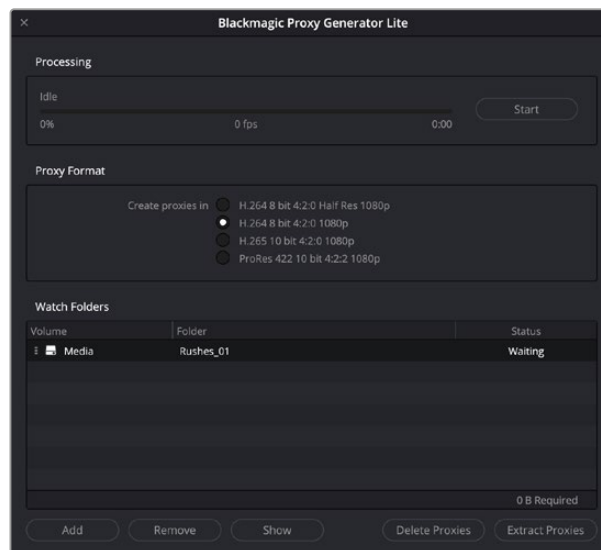 Blackmagic Proxy Generator Lite
Processing
Idle
Start
0% 0 fps 0:00
Proxy Format
Create proxies in H.264 8 bit 4:2:0 Half Res 1080p
H.264 8 bit 4:2:0 1080p
H.265 10 bit 4:2:0 1080p
ProRes 422 10 bit 4:2:2 1080p
Watch Folders
Volume Folder Status
Media Rushes_01 Waiting
0 B Required
Add Remove Show Delete Proxies Extract Proxies